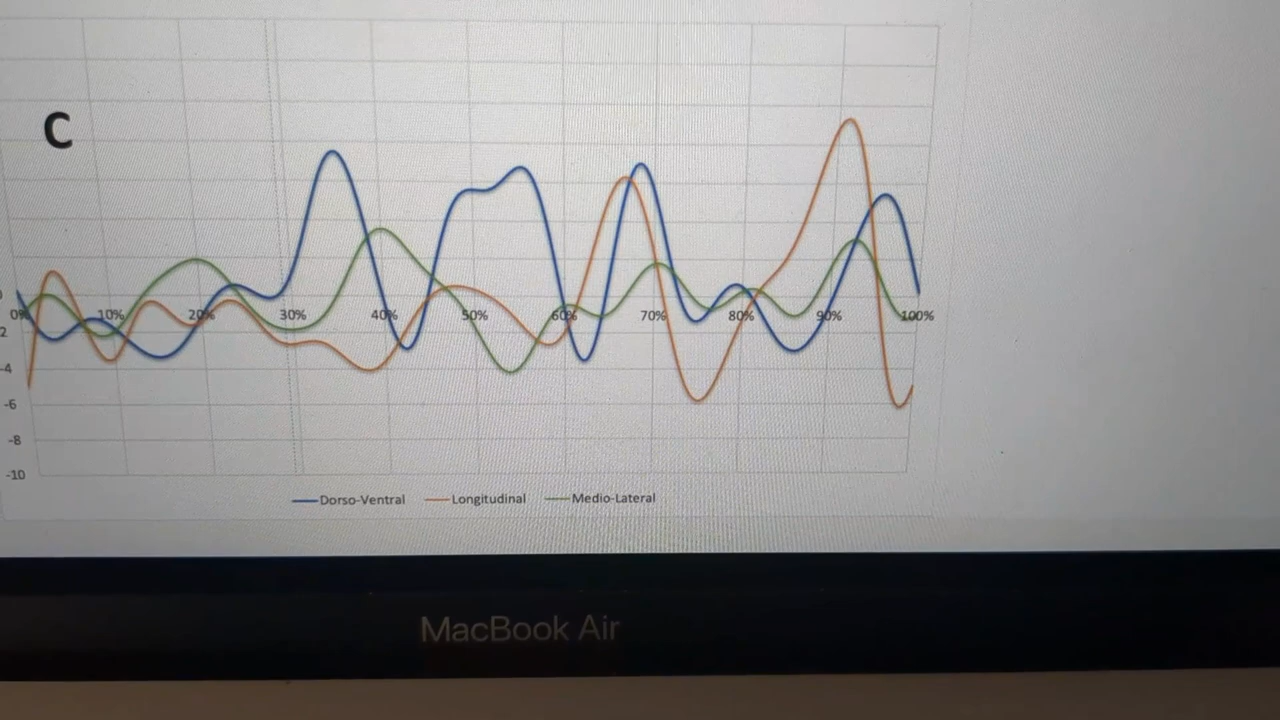 C
0
0% 10% 20% 30% 40% 50% 60% 70% 80% 90% 100%
2
-4
-6
-8
-10
Dorso-Ventral Longitudinal Medio-Lateral
MacBook Air